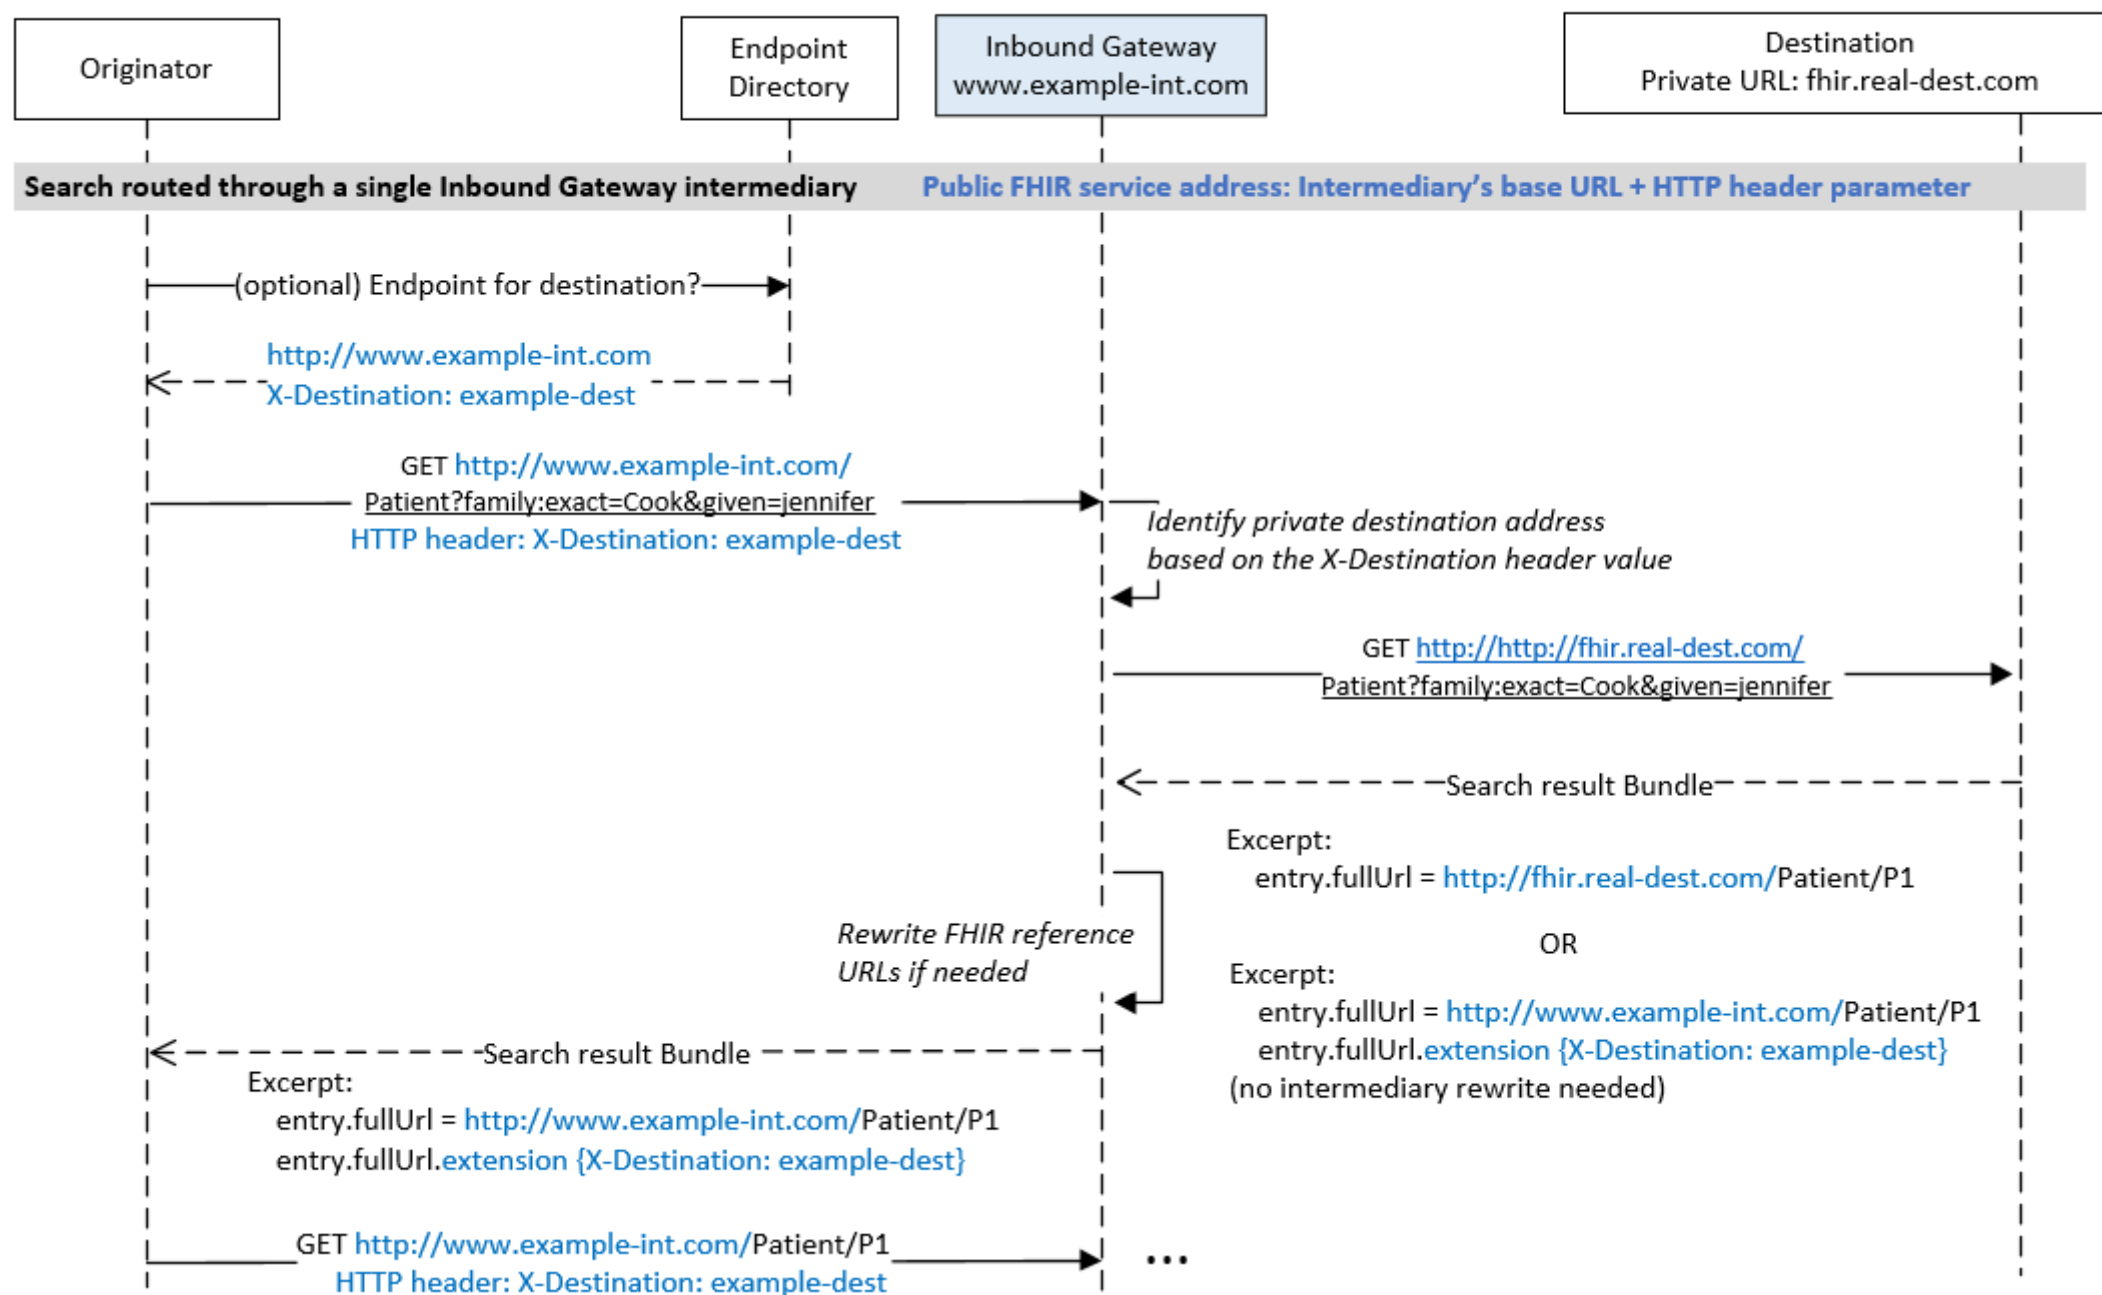 Originator
Endpoint
Directory
Inbound Gateway
www.example-int.com
Destination
Private URL: fhir.real-dest.com
Search routed through a single Inbound Gateway intermediary
Public FHIR service address: Intermediary's base URL + HTTP header parameter
(optional) Endpoint for destination?
http://www.example-int.com
X-Destination: example-dest
GET http://www.example-int.com/
Patient?family:exact=Cook&given=jennifer
HTTP header: X-Destination: example-dest
Identify private destination address
based on the X-Destination header value
GET http://http://fhir.real-dest.com/
Patient?family:exact=Cook&given=jennifer
Search result Bundle
Excerpt:
entry.fullUrl = http://fhir.real-dest.com/Patient/P1
Rewrite FHIR reference
URLs if needed
OR
Excerpt:
entry.fullUrl = http://www.example-int.com/Patient/P1
entry.fullUrl.extension {X-Destination: example-dest}
(no intermediary rewrite needed)
Search result Bundle
Excerpt:
entry.fullUrl = http://www.example-int.com/Patient/P1
entry.fullUrl.extension {X-Destination: example-dest}
GET http://www.example-int.com/Patient/P1
HTTP header: X-Destination: example-dest
...